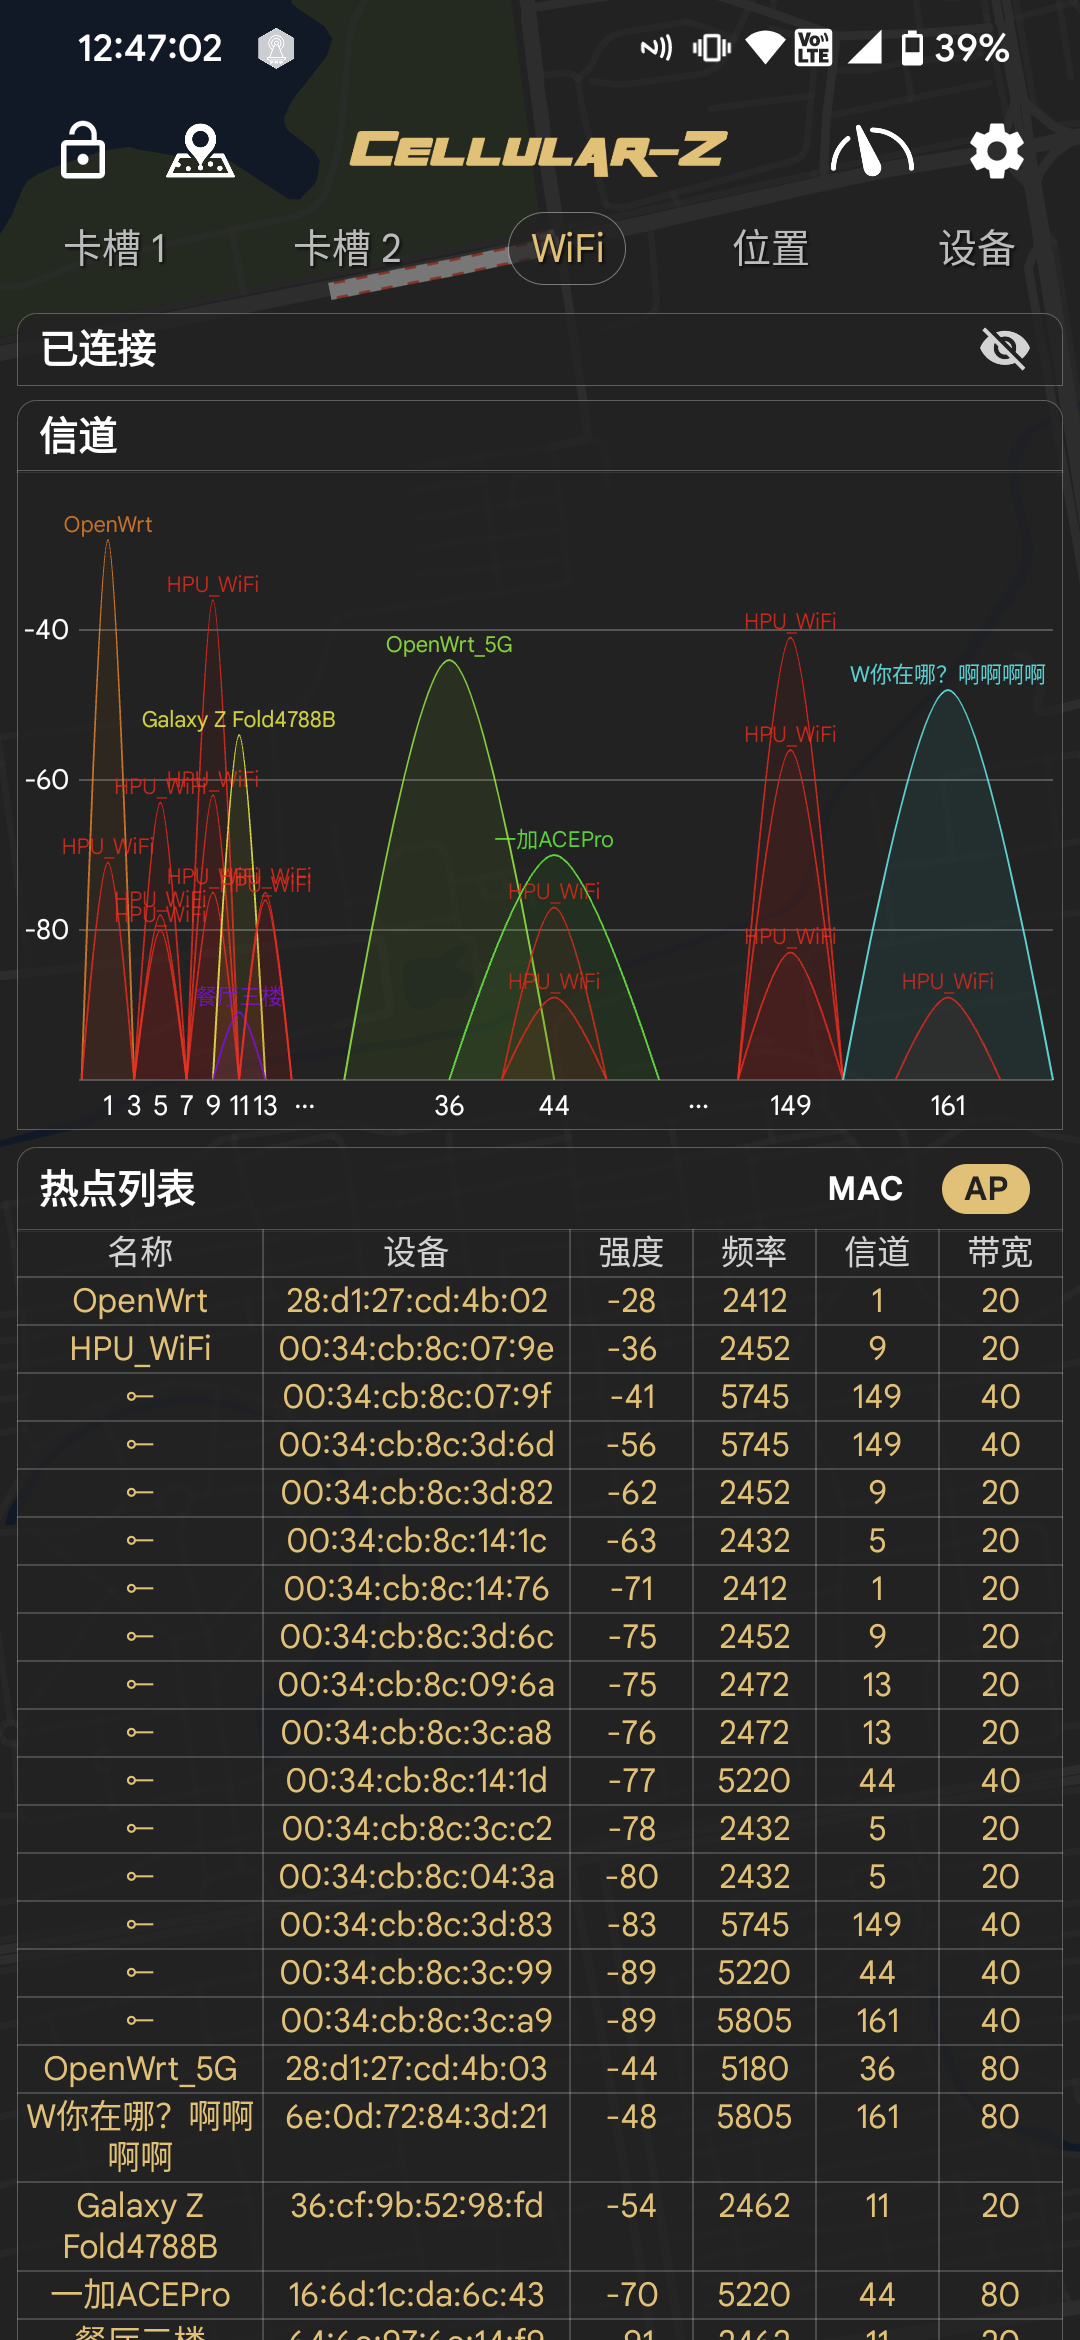 12:47:02
Vo)) LTE
39%
CELLULAR-Z
卡槽 1 卡槽 2 WiFi 位置 设备
已连接
信道
OpenWrt
HPU_WiFi
-40
HPU_WiFi
OpenWrt_5G
W你在哪？啊啊啊啊
Galaxy Z Fold4788B
HPU_WiFi
-60
HPU_WiFi
HPU_WiFi
一加ACEPro
HPU_WiFi
HPU_WiFi
HPU_WiFi
HPU_WiFi
HPU_WiFi
HPU_WiFi
HPU_WiFi
-80
HPU_WiFi
HPU_WiFi
HPU_WiFi
餐厅三楼
1 3 5 7 9 11 13 ··· 36 44 ··· 149 161
热点列表 MAC AP
名称 设备 强度 频率 信道 带宽
OpenWrt 28:d1:27:cd:4b:02 -28 2412 1 20
HPU_WiFi 00:34:cb:8c:07:9e -36 2452 9 20
00:34:cb:8c:07:9f -41 5745 149 40
00:34:cb:8c:3d:6d -56 5745 149 40
00:34:cb:8c:3d:82 -62 2452 9 20
00:34:cb:8c:14:1c -63 2432 5 20
00:34:cb:8c:14:76 -71 2412 1 20
00:34:cb:8c:3d:6c -75 2452 9 20
00:34:cb:8c:09:6a -75 2472 13 20
00:34:cb:8c:3c:a8 -76 2472 13 20
00:34:cb:8c:14:1d -77 5220 44 40
00:34:cb:8c:3c:c2 -78 2432 5 20
00:34:cb:8c:04:3a -80 2432 5 20
00:34:cb:8c:3d:83 -83 5745 149 40
00:34:cb:8c:3c:99 -89 5220 44 40
00:34:cb:8c:3c:a9 -89 5805 161 40
OpenWrt_5G 28:d1:27:cd:4b:03 -44 5180 36 80
W你在哪？啊啊 6e:0d:72:84:3d:21 -48 5805 161 80
啊啊
Galaxy Z 36:cf:9b:52:98:fd -54 2462 11 20
Fold4788B
一加ACEPro 16:6d:1c:da:6c:43 -70 5220 44 80
餐厅三楼 -91 2462 11 20